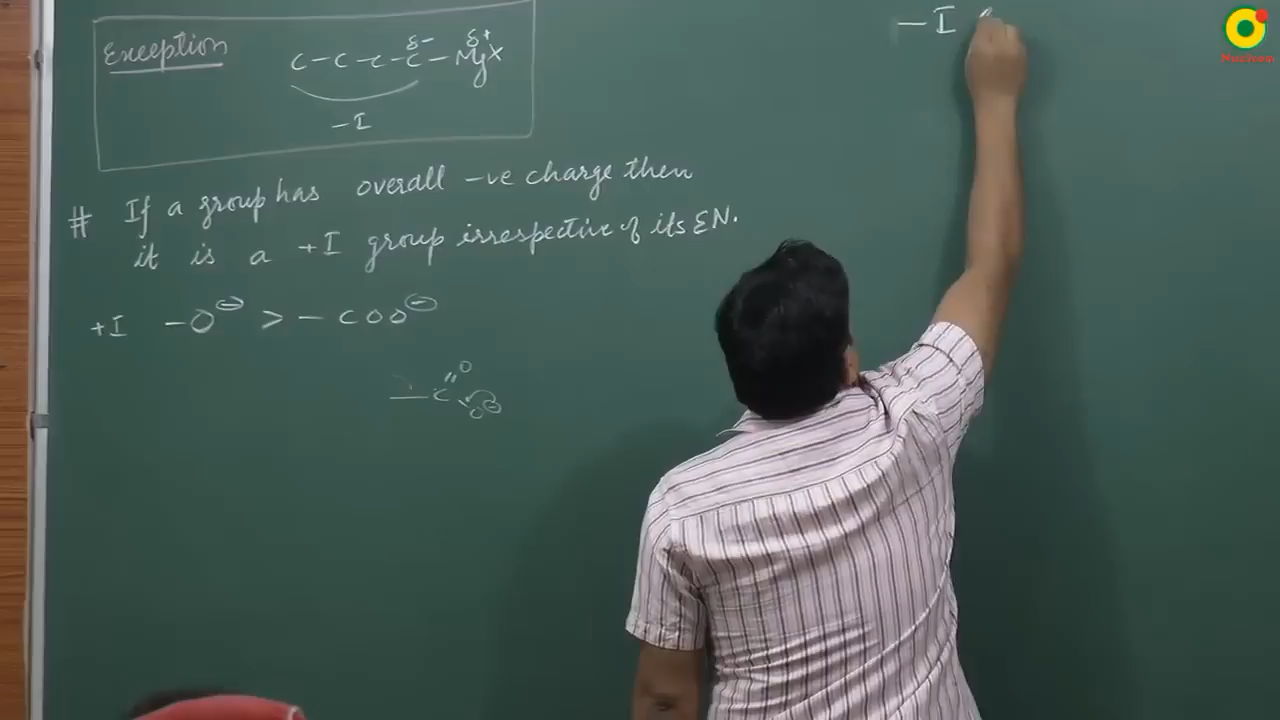 Exception
δ- δ+
C-C-C-C-MgX
-I
# If a group has overall -ve charge then
it is a +I group irrespective of its EN.
+I -O⊖ > -COO⊖
O
-C
O⊖
-I